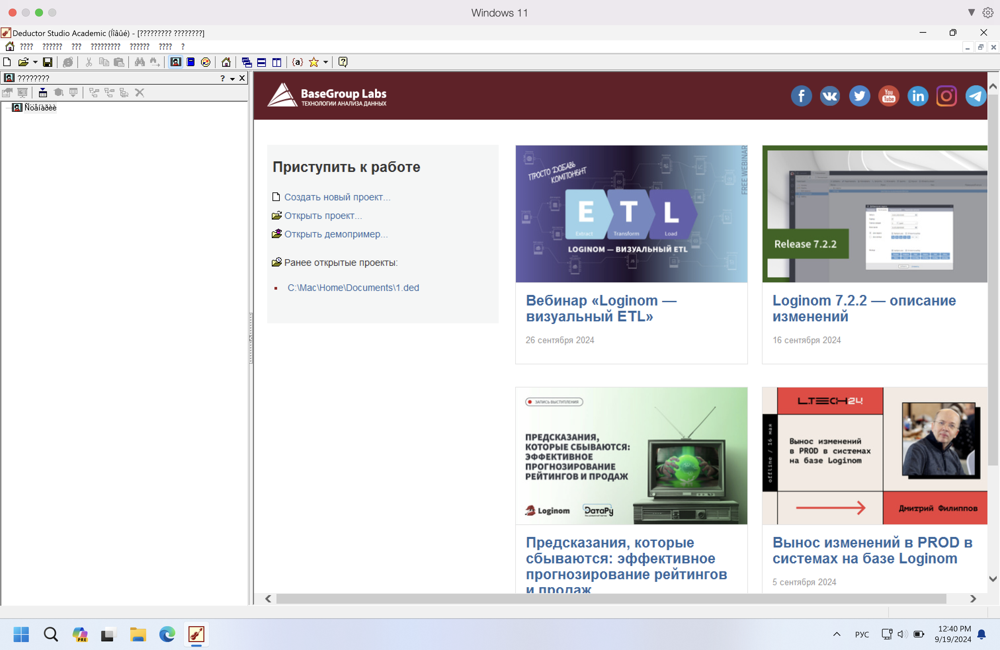 Windows 11
Deductor Studio Academic (Íîâûé) - [????????? ????????]
???? ?????? ??? ????????? ?????? ???? ?
????????
?
Ñöåíàðèè
BaseGroup Labs
ТЕХНОЛОГИИ АНАЛИЗА ДАННЫХ
You
Tube
Приступить к работе
Создать новый проект...
Открыть проект...
Открыть демопример...
Ранее открытые проекты:
C:\Mac\Home\Documents\1.ded
ПРОСТО ДОБАВЬ
КОМПОНЕНТ
FREE WEBINAR
E T L
Extract Transform Load
LOGINOM — ВИЗУАЛЬНЫЙ ETL
Вебинар «Loginom —
визуальный ETL»
26 сентября 2024
Release 7.2.2
Loginom 7.2.2 — описание
изменений
16 сентября 2024
ЗАПИСЬ ВЫСТУПЛЕНИЯ
ПРЕДСКАЗАНИЯ,
КОТОРЫЕ СБЫВАЮТСЯ:
ЭФФЕКТИВНОЕ
ПРОГНОЗИРОВАНИЕ
РЕЙТИНГОВ И ПРОДАЖ
Loginom
DатаРу
Предсказания, которые
сбываются: эффективное
прогнозирование рейтингов
и продаж
L.TECH24
offline / 16 мая
Вынос изменений
в PROD в системах
на базе Loginom
Дмитрий Филиппов
Вынос изменений в PROD в
системах на базе Loginom
5 сентября 2024
PRE
РУС
12:40 PM
9/19/2024